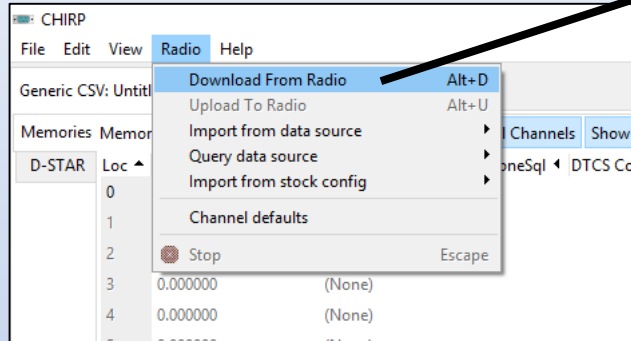 CHIRP
File Edit View Radio Help
Download From Radio Alt+D
Generic CSV: Untitl
Upload To Radio Alt+U
Memories Memor Import from data source l Channels Show
Query data source
D-STAR Loc oneSql DTCS Co
Import from stock config
0
Channel defaults
1
2 Stop Escape
3 0.000000 (None)
4 0.000000 (None)